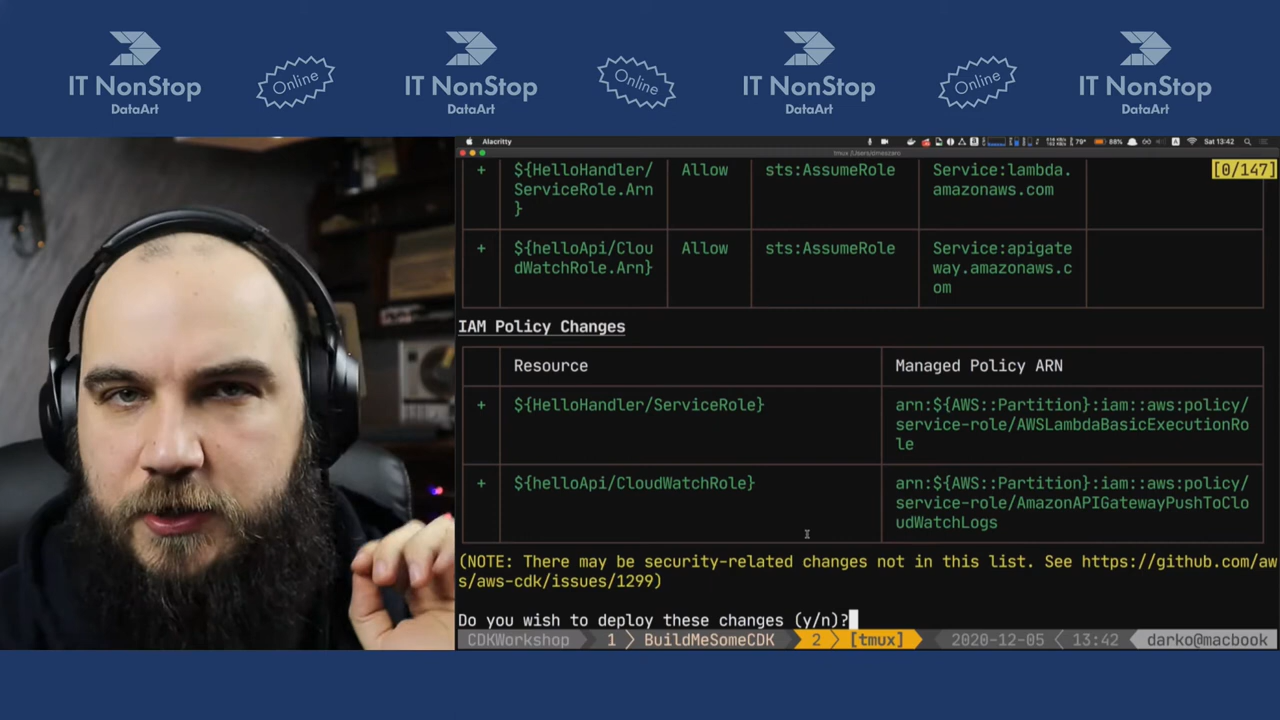 IT NonStop
DataArt
Online
IT NonStop
DataArt
Online
IT NonStop
DataArt
Online
IT NonStop
DataArt
Alacritty
88%
Sat 13:42
+ ${HelloHandler/ Allow sts:AssumeRole Service:lambda. [0/147]
ServiceRole.Arn amazonaws.com
}
+ ${helloApi/Clou Allow sts:AssumeRole Service:apigate
dWatchRole.Arn} way.amazonaws.c
om
IAM Policy Changes
Resource Managed Policy ARN
+ ${HelloHandler/ServiceRole} arn:${AWS::Partition}:iam::aws:policy/
service-role/AWSLambdaBasicExecutionRo
le
+ ${helloApi/CloudWatchRole} arn:${AWS::Partition}:iam::aws:policy/
service-role/AmazonAPIGatewayPushToClo
udWatchLogs
(NOTE: There may be security-related changes not in this list. See https://github.com/aw
s/aws-cdk/issues/1299)
Do you wish to deploy these changes (y/n)?
CDKWorkshop 1 BuildMeSomeCDK 2 [tmux] 2020-12-05 13:42 darko@macbook